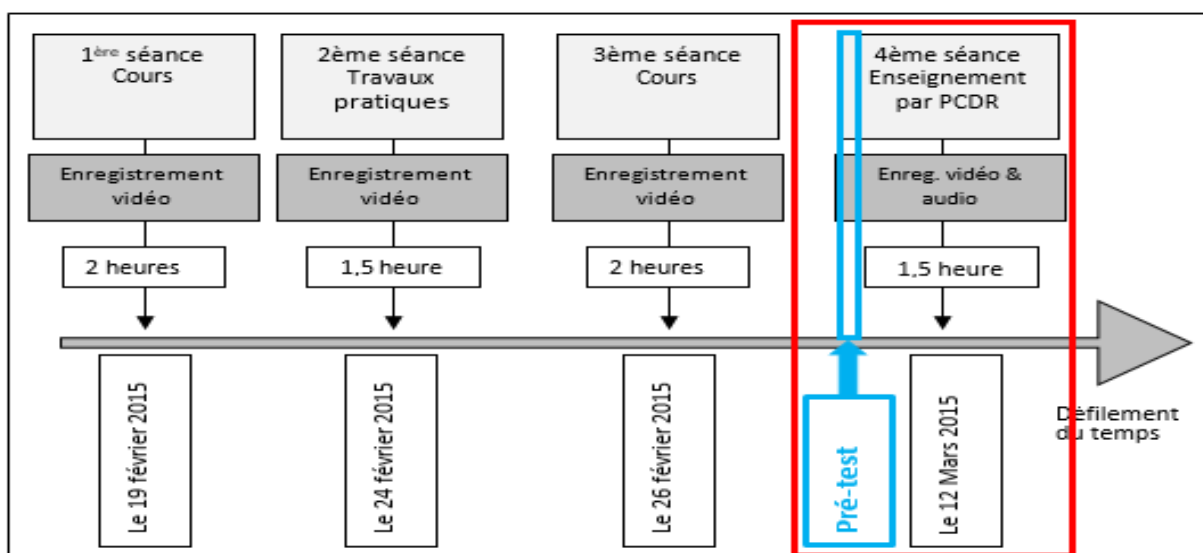 1ère séance
Cours
2ème séance
Travaux
pratiques
3ème séance
Cours
4ème séance
Enseignement
par PCDR
Enregistrement
vidéo
Enregistrement
vidéo
Enregistrement
vidéo
Enreg. vidéo &
audio
2 heures
1,5 heure
2 heures
1,5 heure
Le 19 février 2015
Le 24 février 2015
Le 26 février 2015
Pré-test
Le 12 Mars 2015
Défilement
du temps